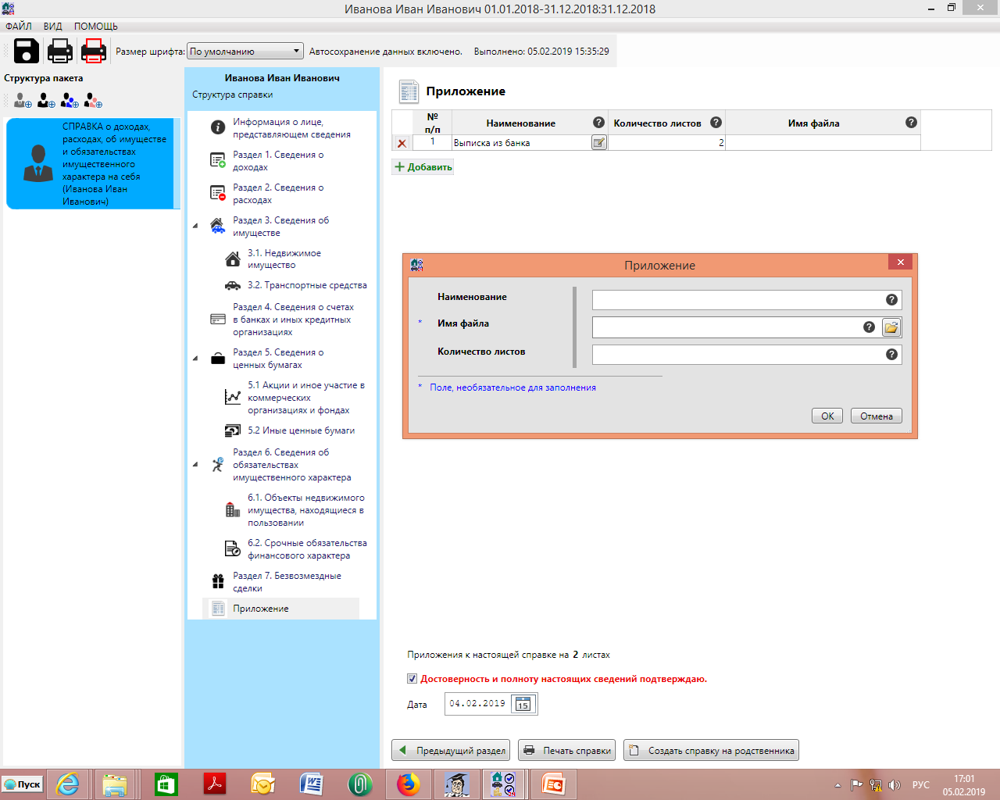 Иванова Иван Иванович 01.01.2018-31.12.2018:31.12.2018
ФАЙЛ ВИД ПОМОЩЬ
Размер шрифта: По умолчанию Автосохранение данных включено. Выполнено: 05.02.2019 15:35:29
Структура пакета
СПРАВКА о доходах,
расходах, об имуществе
и обязательствах
имущественного
характера на себя
(Иванова Иван
Иванович)
Иванова Иван Иванович
Структура справки
Информация о лице,
представляющем сведения
Раздел 1. Сведения о
доходах
Раздел 2. Сведения о
расходах
Раздел 3. Сведения об
имуществе
3.1. Недвижимое
имущество
3.2. Транспортные средства
Раздел 4. Сведения о счетах
в банках и иных кредитных
организациях
Раздел 5. Сведения о
ценных бумагах
5.1 Акции и иное участие в
коммерческих
организациях и фондах
5.2 Иные ценные бумаги
Раздел 6. Сведения об
обязательствах
имущественного характера
6.1. Объекты недвижимого
имущества, находящиеся в
пользовании
6.2. Срочные обязательства
финансового характера
Раздел 7. Безвозмездные
сделки
Приложение
Приложение
№
п/п
Наименование ? Количество листов ? Имя файла ?
1 Выписка из банка 2
Добавить
Приложение
Наименование ?
* Имя файла ?
Количество листов ?
* Поле, необязательное для заполнения
OK Отмена
Приложения к настоящей справке на 2 листах
Достоверность и полноту настоящих сведений подтверждаю.
Дата 04.02.2019 15
Предыдущий раздел Печать справки Создать справку на родственника
Пуск
РУС
17:01
05.02.2019